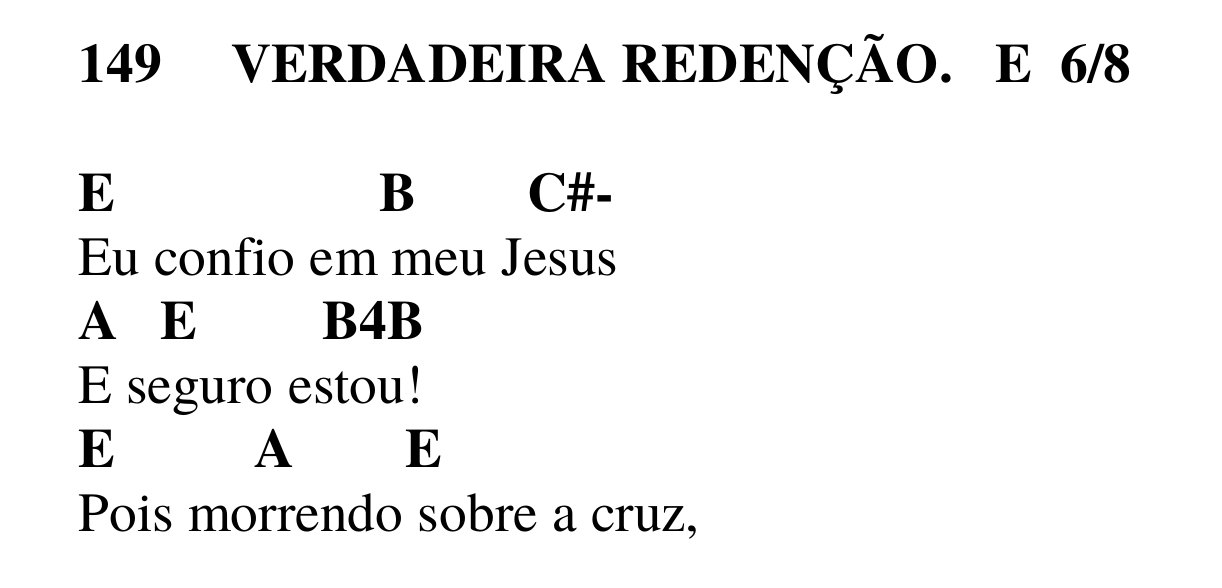 149 VERDADEIRA REDENÇÃO. E 6/8
E B C#-
Eu confio em meu Jesus
A E B4B
E seguro estou!
E A E
Pois morrendo sobre a cruz,